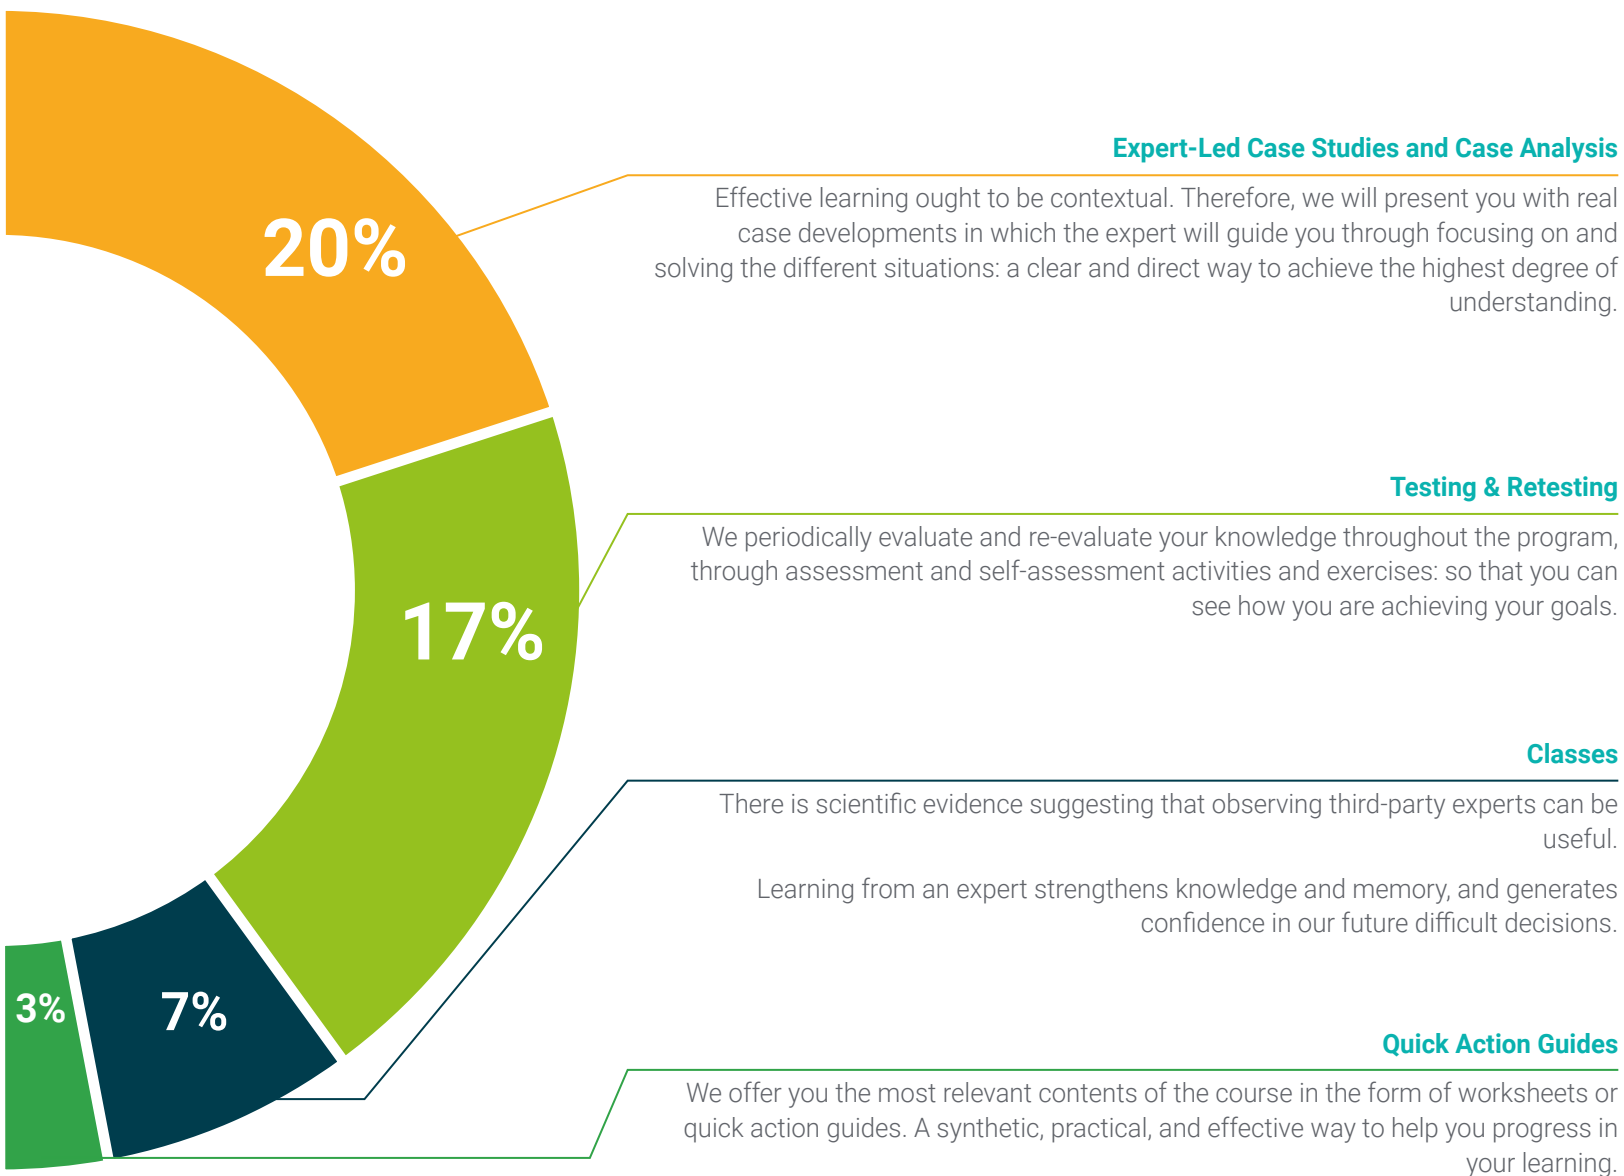 20%
Expert-Led Case Studies and Case Analysis
Effective learning ought to be contextual. Therefore, we will present you with real
case developments in which the expert will guide you through focusing on and
solving the different situations: a clear and direct way to achieve the highest degree of
understanding.
17%
Testing & Retesting
We periodically evaluate and re-evaluate your knowledge throughout the program,
through assessment and self-assessment activities and exercises: so that you can
see how you are achieving your goals.
7%
Classes
There is scientific evidence suggesting that observing third-party experts can be
useful.
Learning from an expert strengthens knowledge and memory, and generates
confidence in our future difficult decisions.
3%
Quick Action Guides
We offer you the most relevant contents of the course in the form of worksheets or
quick action guides. A synthetic, practical, and effective way to help you progress in
your learning.